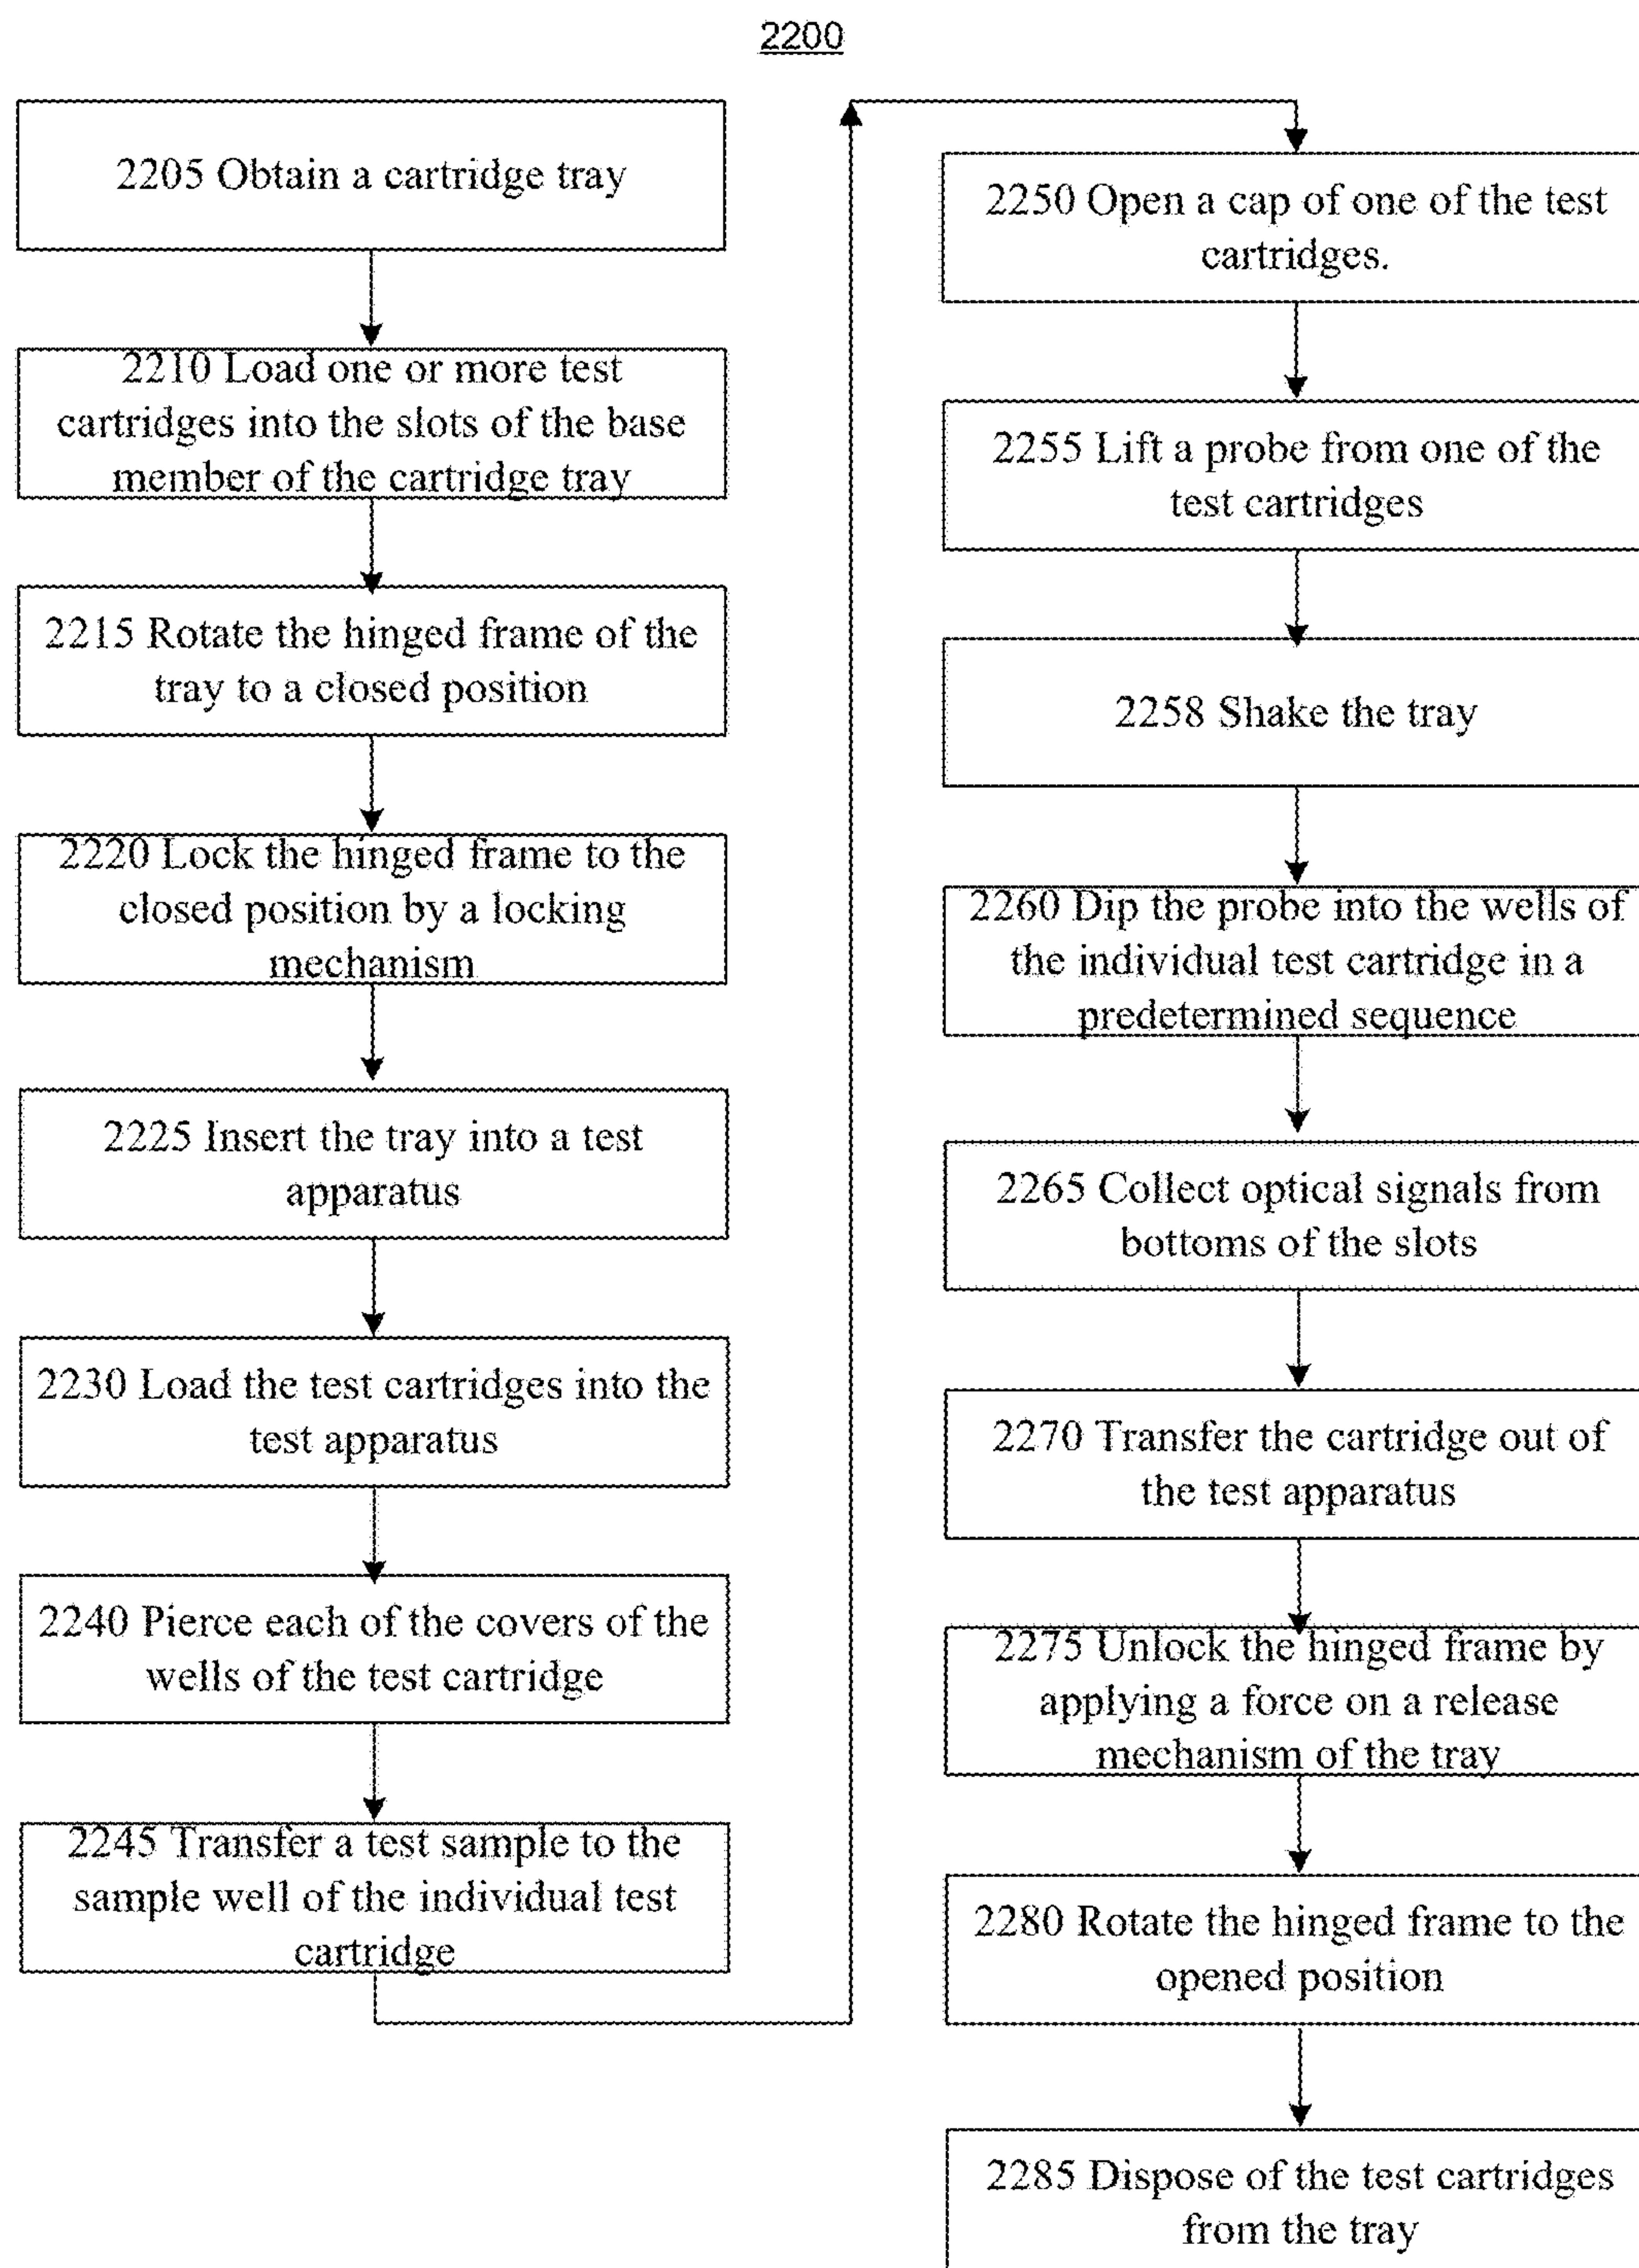 2200
2205 Obtain a cartridge tray
2210 Load one or more test
cartridges into the slots of the base
member of the cartridge tray
2215 Rotate the hinged frame of the
tray to a closed position
2220 Lock the hinged frame to the
closed position by a locking
mechanism
2225 Insert the tray into a test
apparatus
2230 Load the test cartridges into the
test apparatus
2240 Pierce each of the covers of the
wells of the test cartridge
2245 Transfer a test sample to the
sample well of the individual test
cartridge
2250 Open a cap of one of the test
cartridges.
2255 Lift a probe from one of the
test cartridges
2258 Shake the tray
2260 Dip the probe into the wells of
the individual test cartridge in a
predetermined sequence
2265 Collect optical signals from
bottoms of the slots
2270 Transfer the cartridge out of
the test apparatus
2275 Unlock the hinged frame by
applying a force on a release
mechanism of the tray
2280 Rotate the hinged frame to the
opened position
2285 Dispose of the test cartridges
from the tray